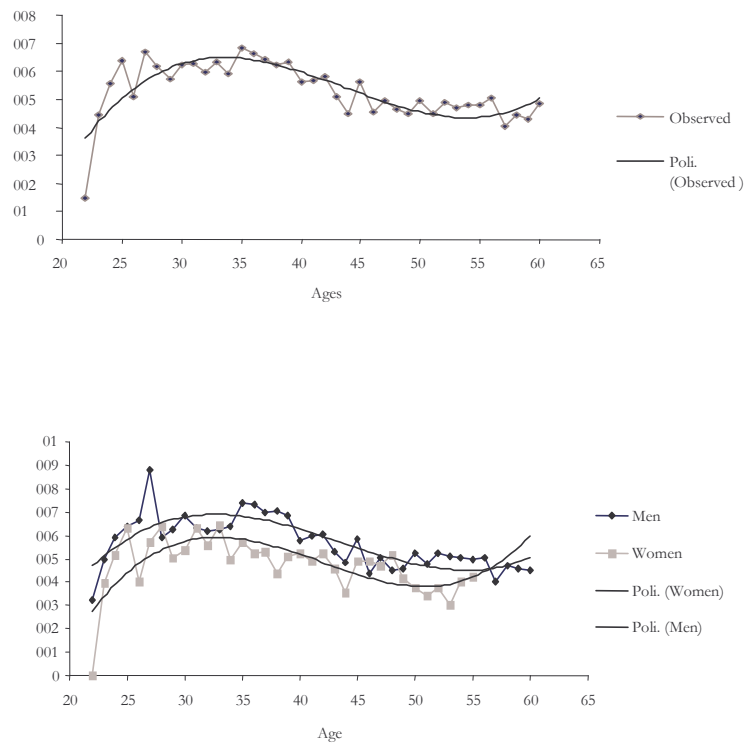 008
007
006
005
004
003
002
01
0
20 25 30 35 40 45 50 55 60 65
Ages
Observed
Poli.
(Observed )
01
009
008
007
006
005
004
003
002
001
0
20 25 30 35 40 45 50 55 60 65
Age
Men
Women
Poli. (Women)
Poli. (Men)